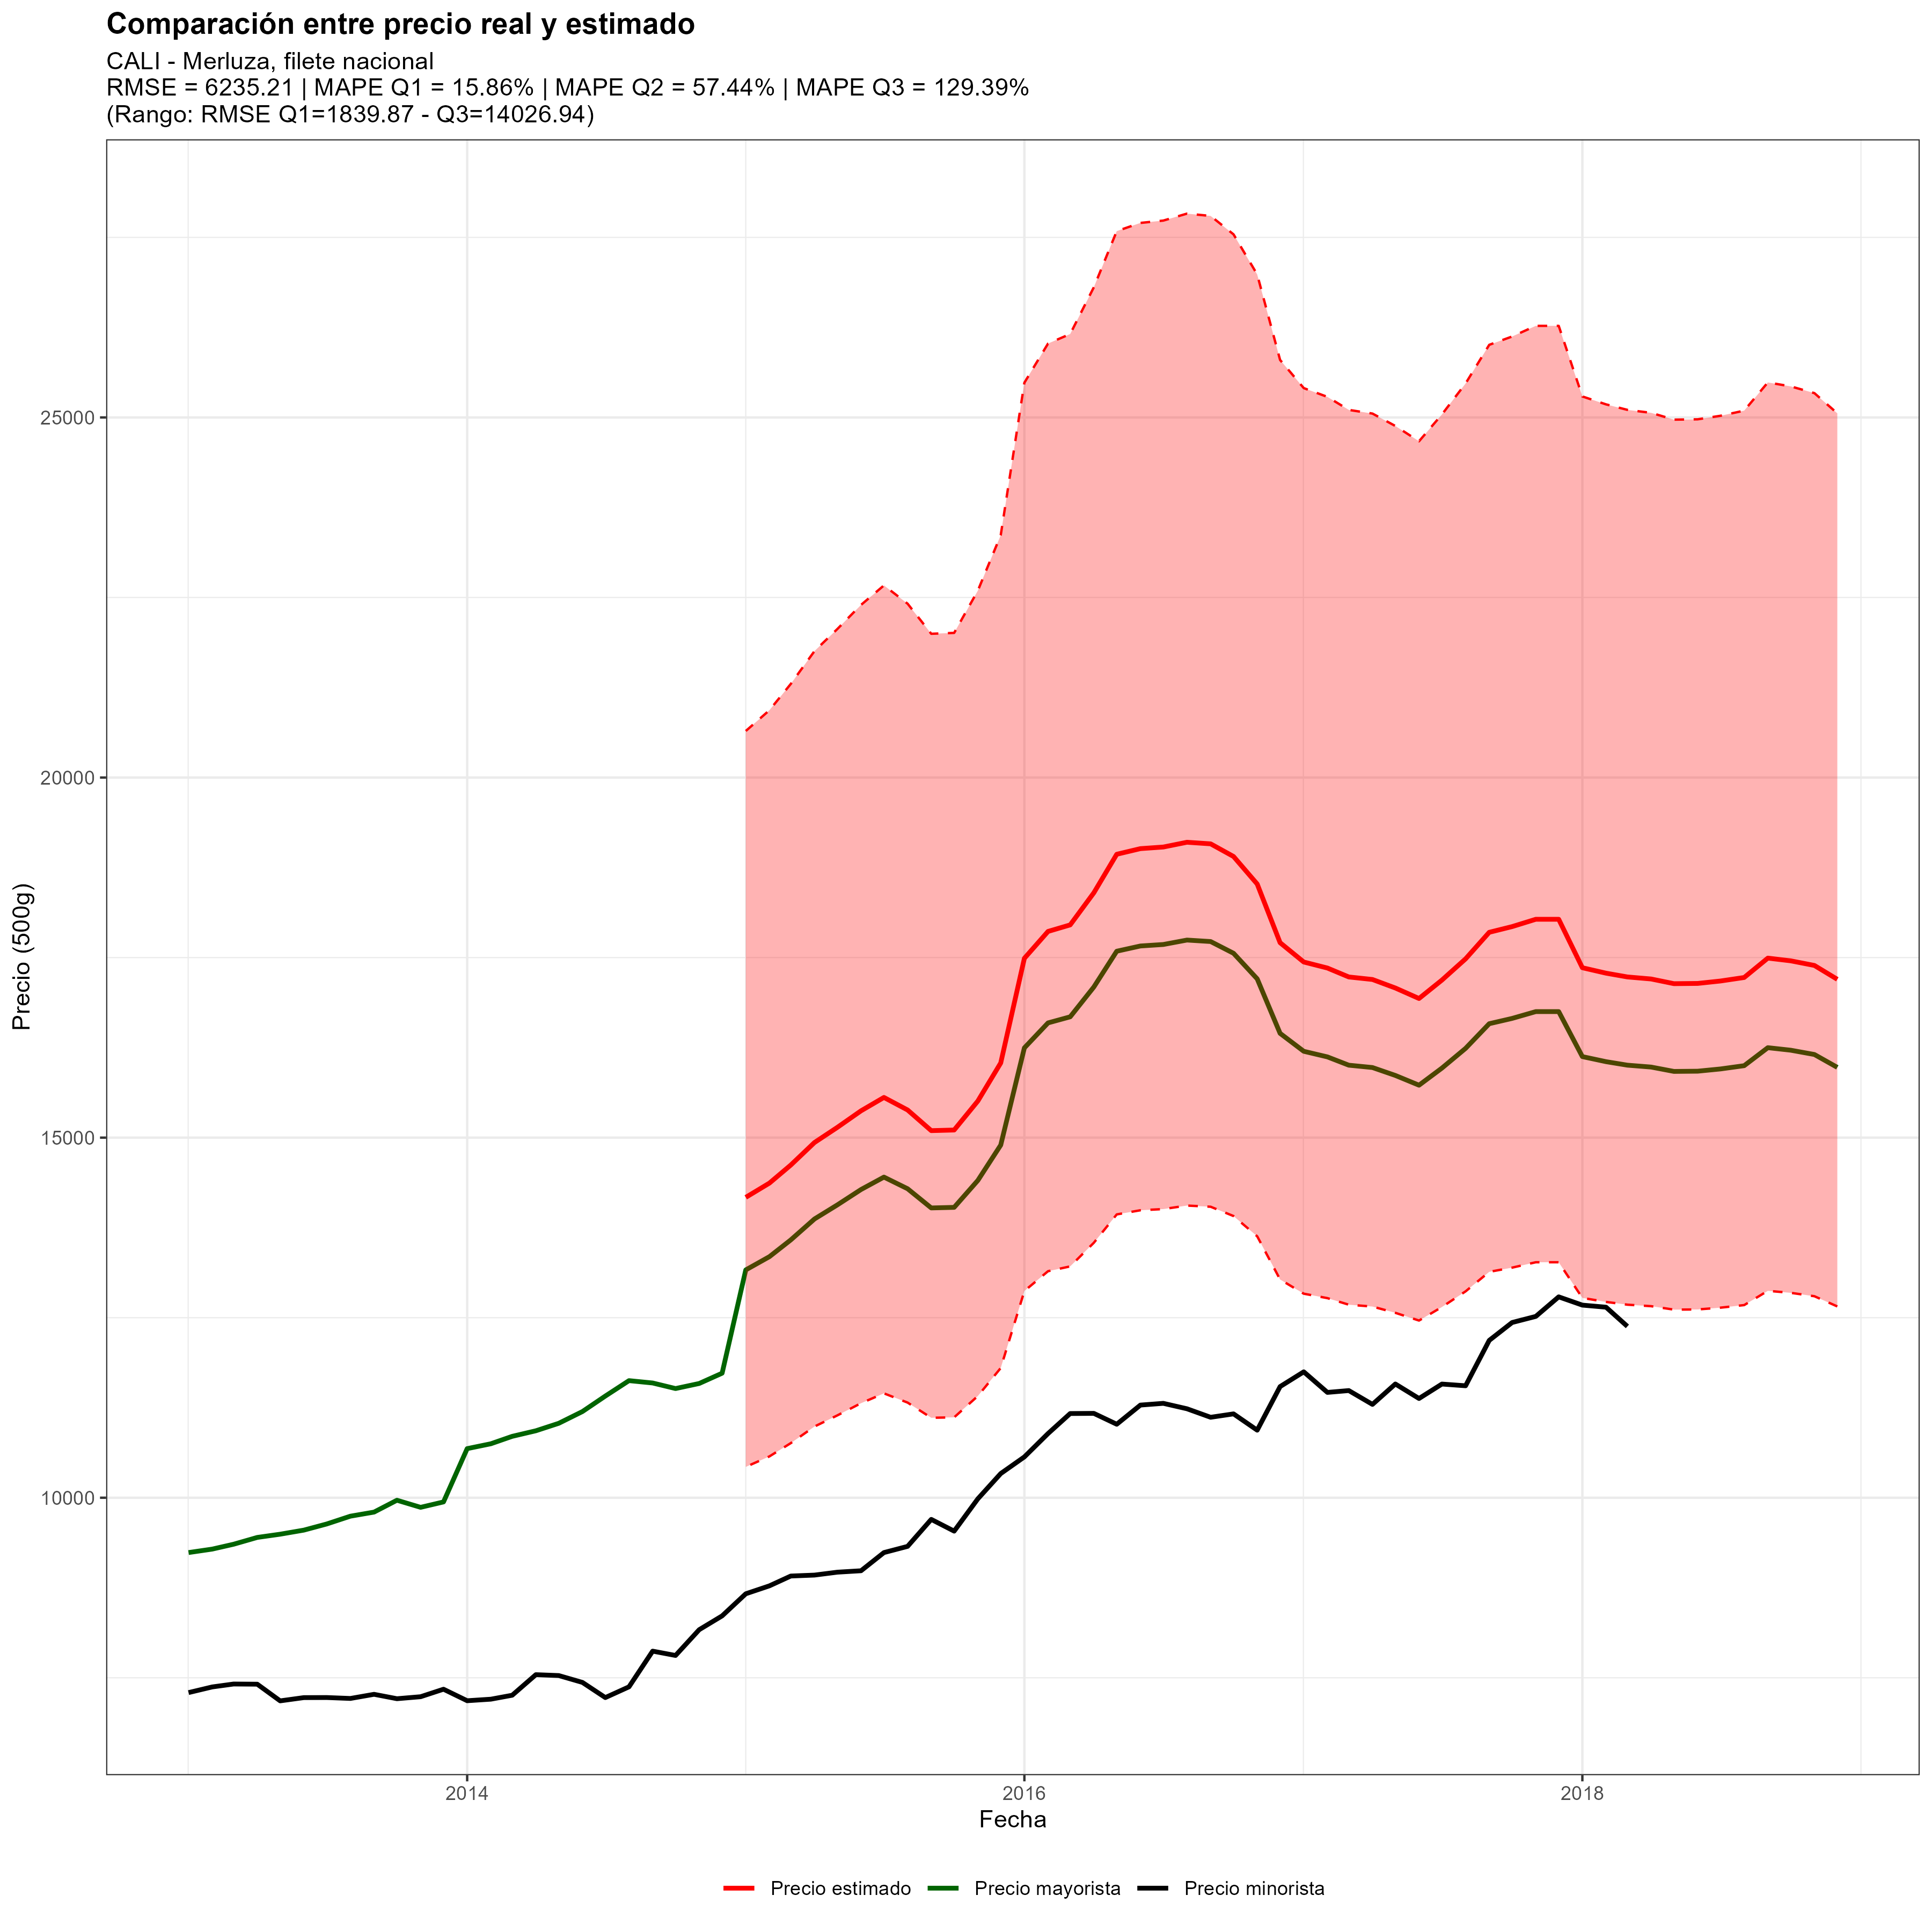 Comparación entre precio real y estimado
CALI - Merluza, filete nacional
RMSE = 6235.21 | MAPE Q1 = 15.86% | MAPE Q2 = 57.44% | MAPE Q3 = 129.39%
(Rango: RMSE Q1=1839.87 - Q3=14026.94)
Precio (500g)
25000
20000
15000
10000
2014
2016
2018
Fecha
Precio estimado
Precio mayorista
Precio minorista